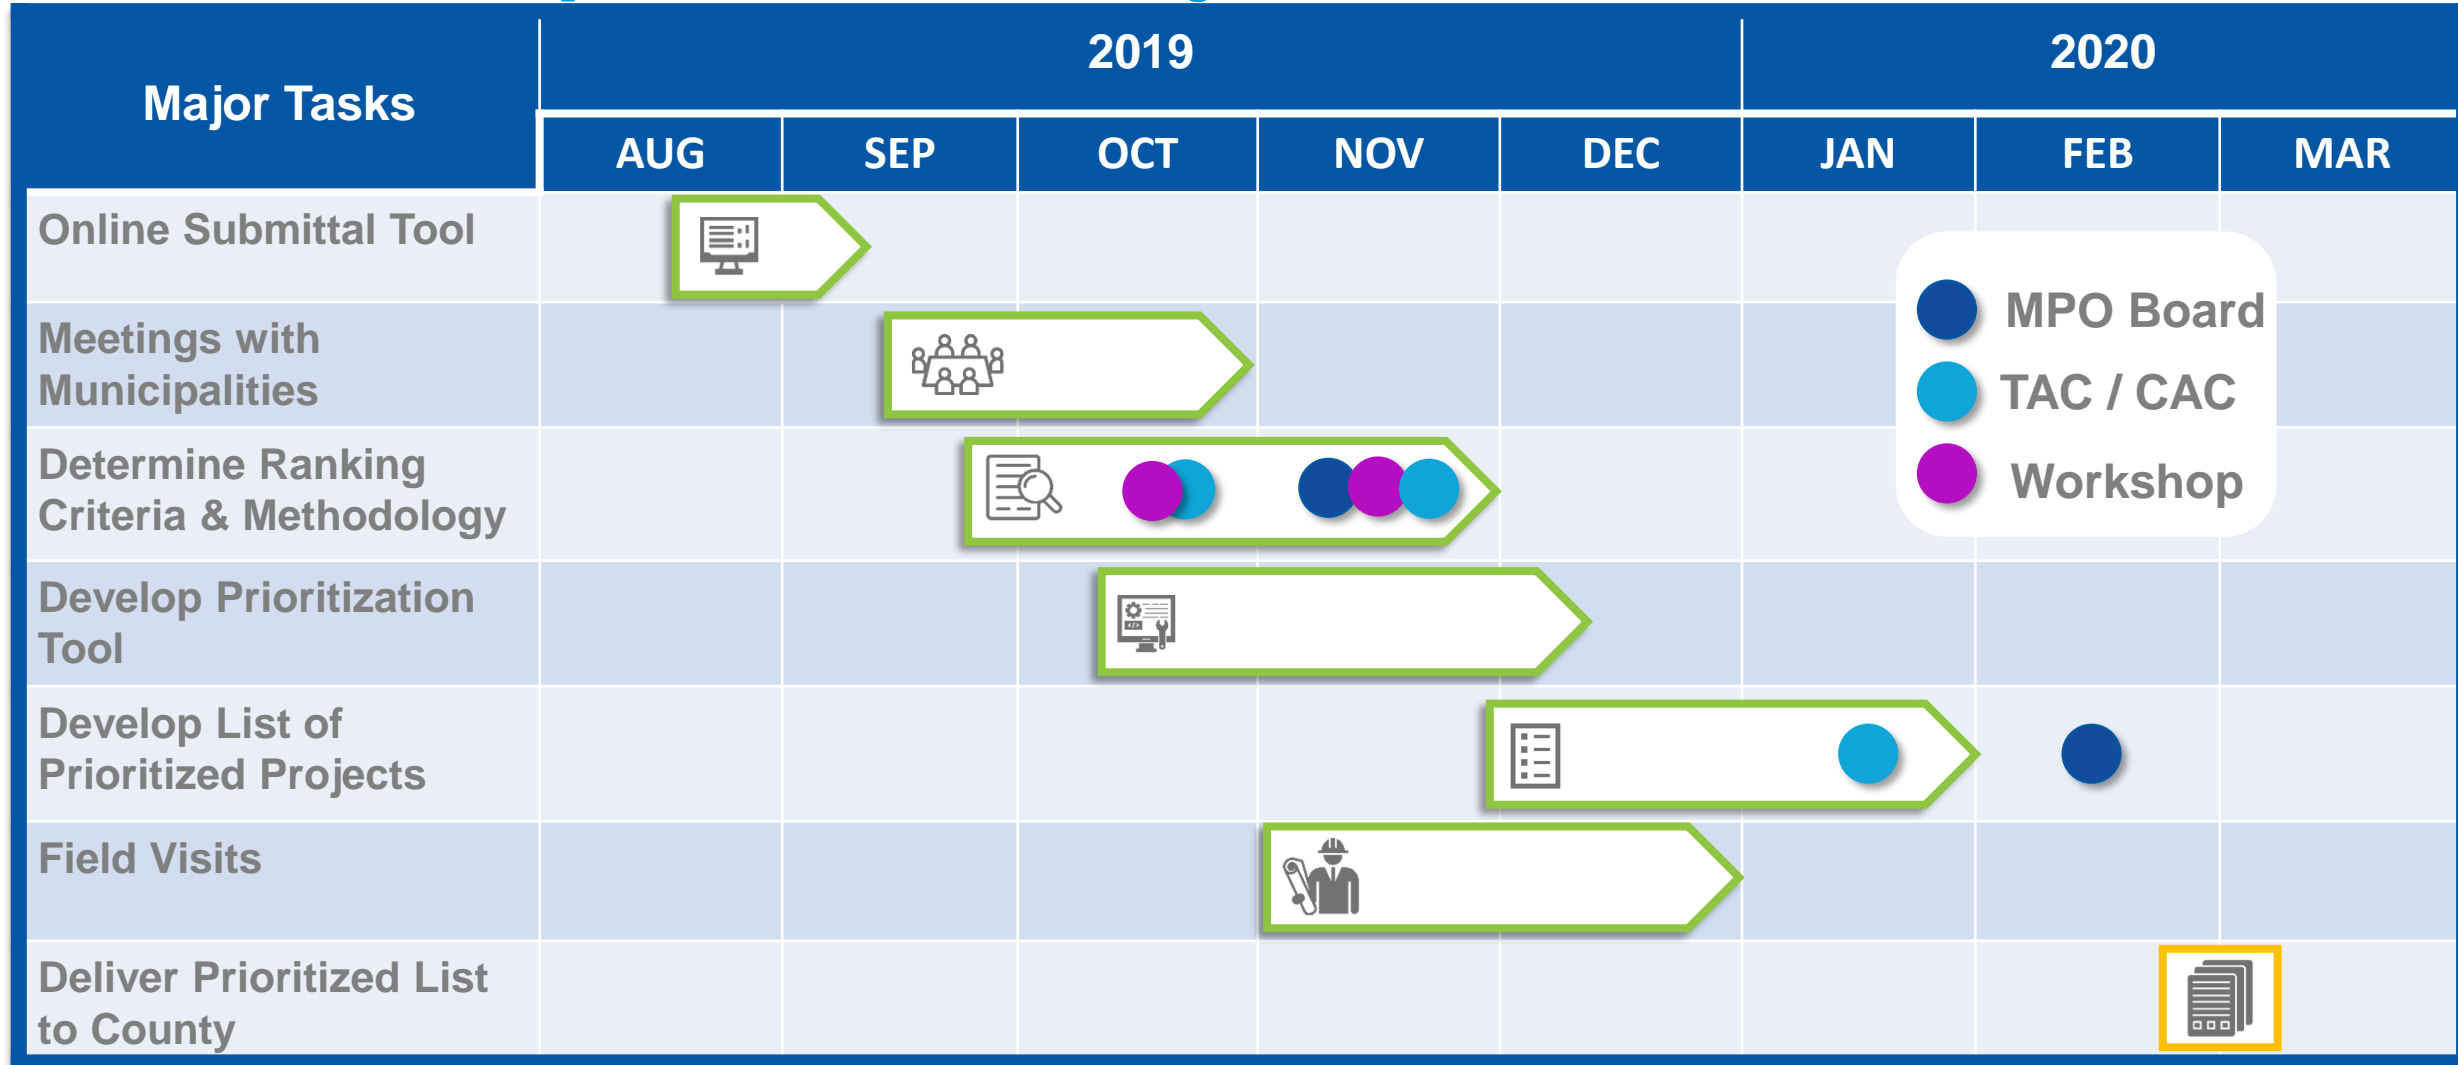 2019
2020
Major Tasks
AUG
SEP
OCT
NOV
DEC
JAN
FEB
MAR
Online Submittal Tool
Meetings with
Municipalities
Determine Ranking
Criteria & Methodology
Develop Prioritization
Tool
Develop List of
Prioritized Projects
Field Visits
Deliver Prioritized List
to County
MPO Board
TAC / CAC
Workshop